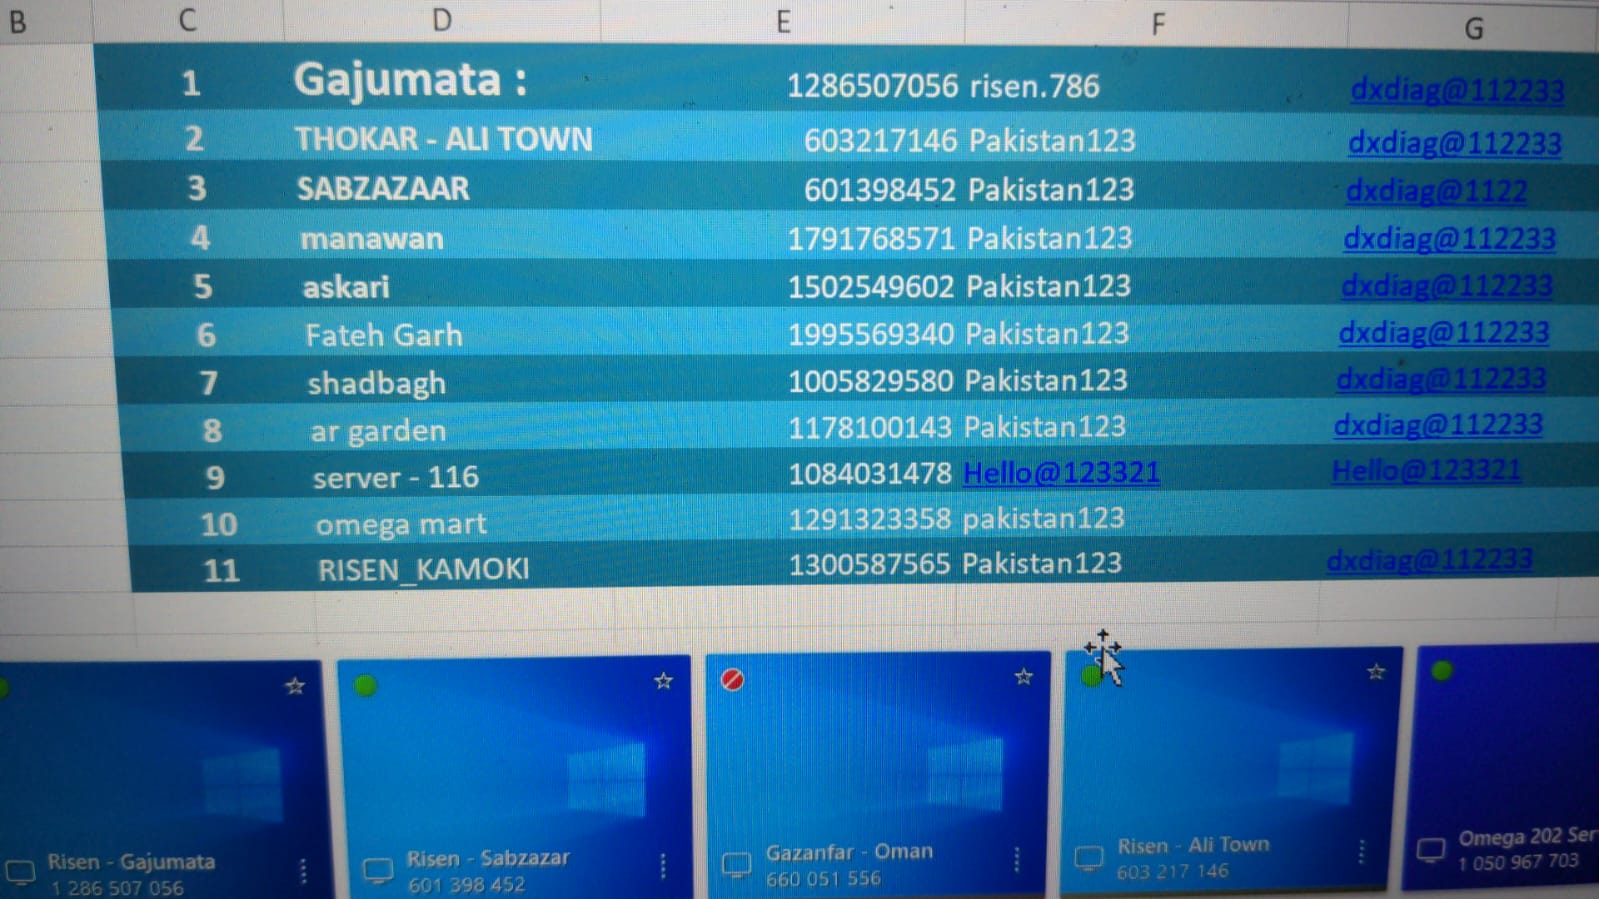 B C D E F G
1 Gajumata : 1286507056 risen.786 dxdiag@112233
2 THOKAR - ALI TOWN 603217146 Pakistan123 dxdiag@112233
3 SABZAZAAR 601398452 Pakistan123 dxdiag@1122
4 manawan 1791768571 Pakistan123 dxdiag@112233
5 askari 1502549602 Pakistan123 dxdiag@112233
6 Fateh Garh 1995569340 Pakistan123 dxdiag@112233
7 shadbagh 1005829580 Pakistan123 dxdiag@112233
8 ar garden 1178100143 Pakistan123 dxdiag@112233
9 server - 116 1084031478 Hello@123321 Hello@123321
10 omega mart 1291323358 pakistan123
11 RISEN_KAMOKI 1300587565 Pakistan123 dxdiag@112233
Risen - Gajumata
1 286 507 056
Risen - Sabzazar
601 398 452
Gazanfar - Oman
660 051 556
Risen - Ali Town
603 217 146
Omega 202 Ser
1 050 967 703